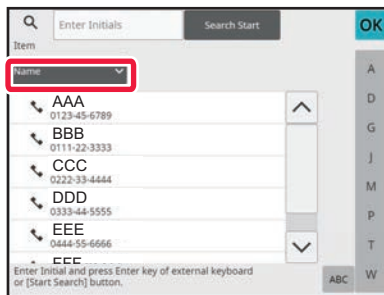 Enter Initials
Search Start
OK
Item
Name
AAA
0123-45-6789
BBB
0111-22-3333
CCC
0222-33-4444
DDD
0333-44-5555
EEE
0444-55-6666
Enter Initial and press Enter key of external keyboard
or [Start Search] button.
A
D
G
J
M
P
T
W
ABC